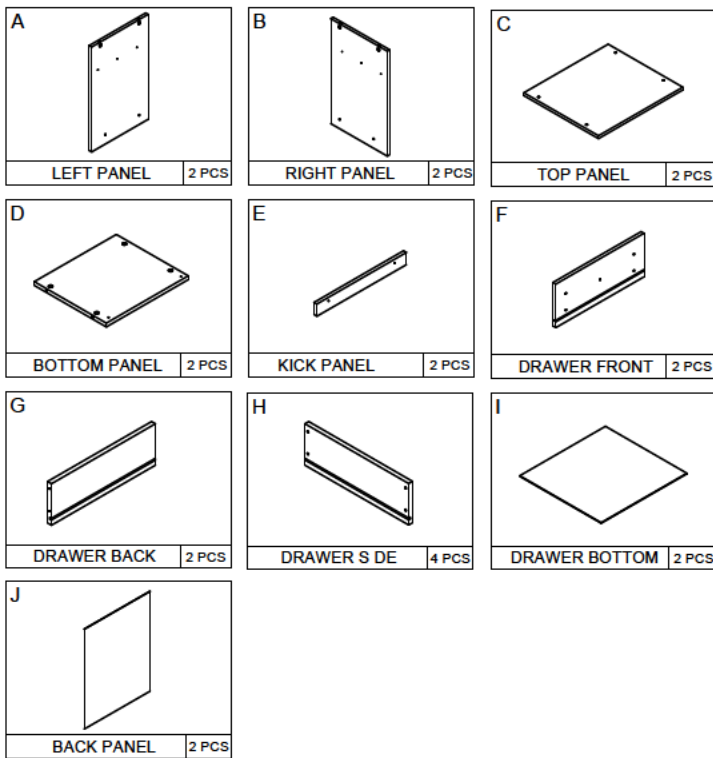 A
LEFT PANEL 2 PCS
B
RIGHT PANEL 2 PCS
C
TOP PANEL 2 PCS
D
BOTTOM PANEL 2 PCS
E
KICK PANEL 2 PCS
F
DRAWER FRONT 2 PCS
G
DRAWER BACK 2 PCS
H
DRAWER S DE 4 PCS
I
DRAWER BOTTOM 2 PCS
J
BACK PANEL 2 PCS